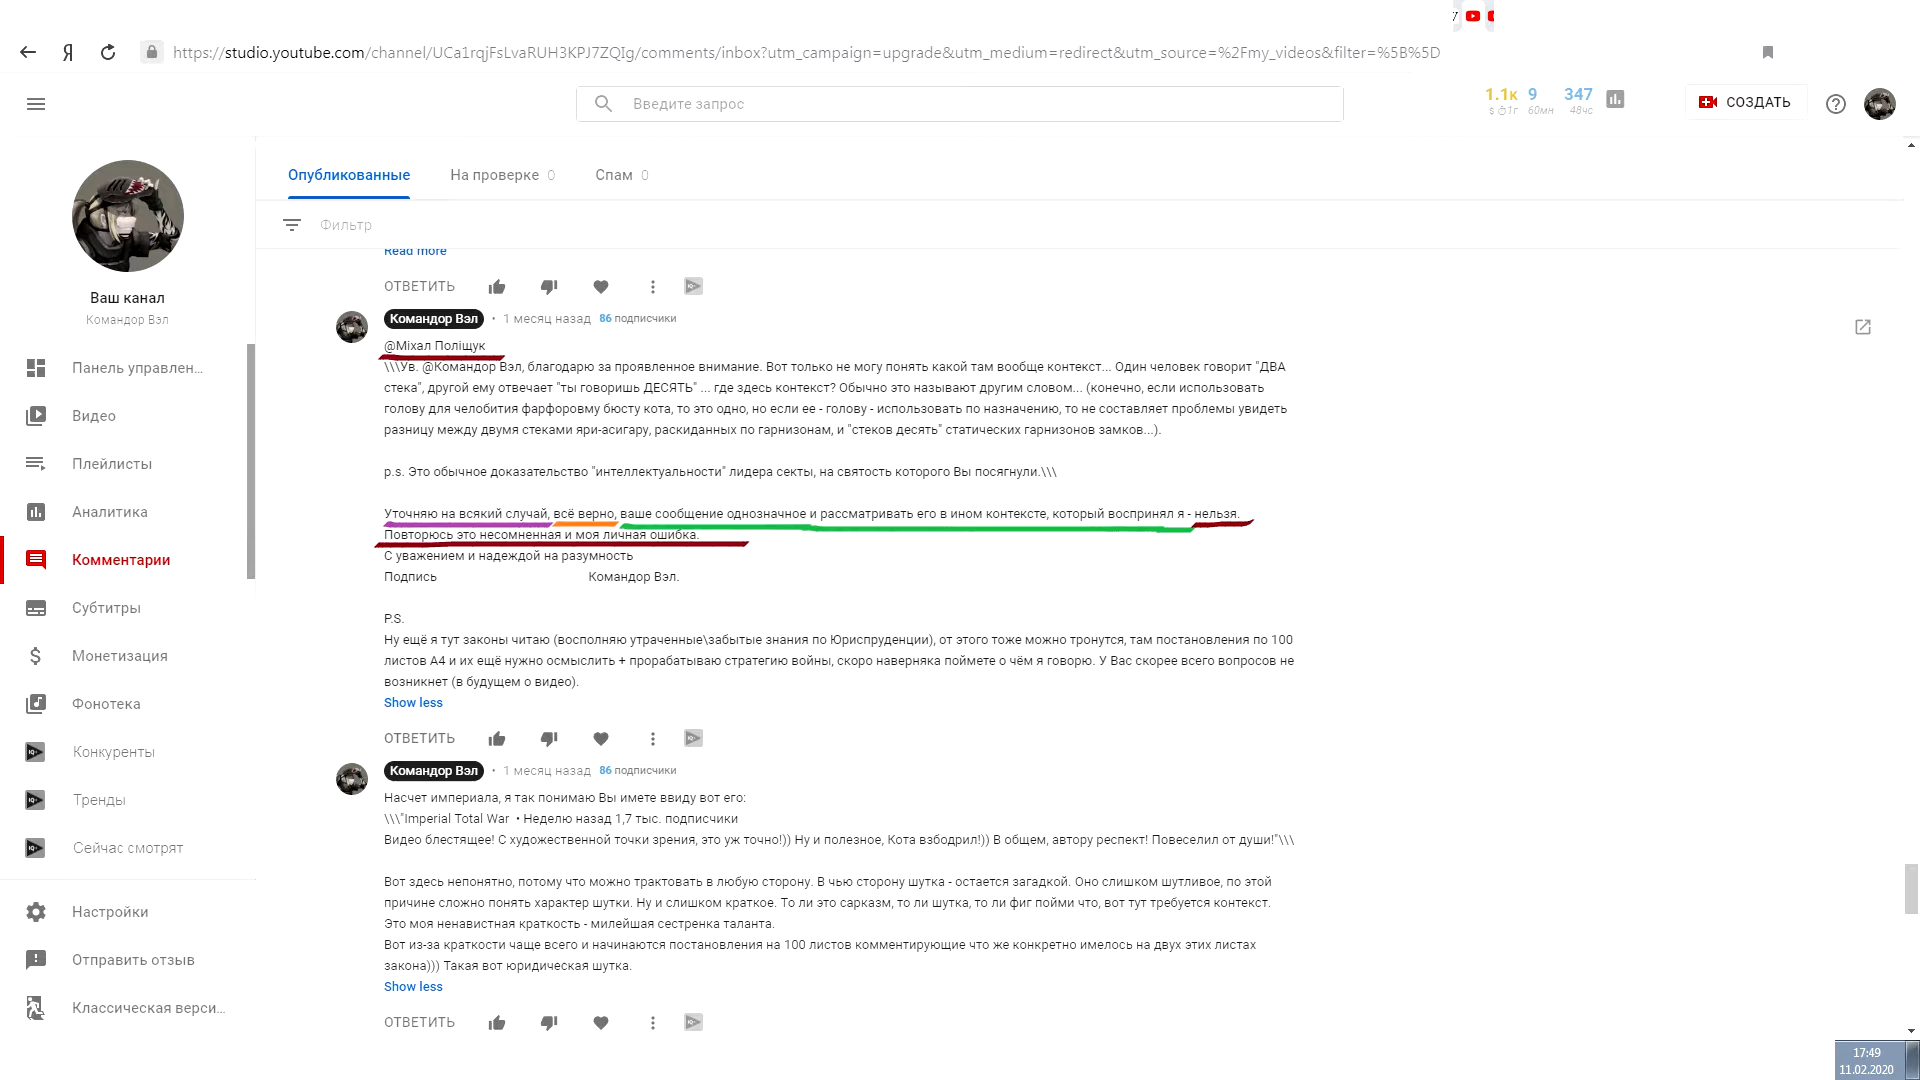 Я https://studio.youtube.com/channel/UCa1rqjFsLvaRUH3KPJ7ZQIg/comments/inbox?utm_campaign=upgrade&utm_medium=redirect&utm_source=%2Fmy_videos&filter=%5B%5D
Введите запрос
1.1к 9 347
$ 1г 60мн 48чс
СОЗДАТЬ
Опубликованные На проверке 0 Спам 0
Фильтр
Ваш канал
Командор Вэл
Панель управлен...
Видео
Плейлисты
Аналитика
Комментарии
Субтитры
Монетизация
Фонотека
Конкуренты
Тренды
Сейчас смотрят
Настройки
Отправить отзыв
Классическая верси...
Read more
ОТВЕТИТЬ
Командор Вэл • 1 месяц назад 86 подписчики
@Міхал Поліщук
\\\Ув. @Командор Вэл, благодарю за проявленное внимание. Вот только не могу понять какой там вообще контекст... Один человек говорит "ДВА
стека", другой ему отвечает "ты говоришь ДЕСЯТЬ" ... где здесь контекст? Обычно это называют другим словом... (конечно, если использовать
голову для челобития фарфоровму бюсту кота, то это одно, но если ее - голову - использовать по назначению, то не составляет проблемы увидеть
разницу между двумя стеками яри-асигару, раскиданных по гарнизонам, и "стеков десять" статических гарнизонов замков...).
p.s. Это обычное доказательство "интеллектуальности" лидера секты, на святость которого Вы посягнули.\\\
Уточняю на всякий случай, всё верно, ваше сообщение однозначное и рассматривать его в ином контексте, который воспринял я - нельзя.
Повторюсь это несомненная и моя личная ошибка.
С уважением и надеждой на разумность
Подпись Командор Вэл.
P.S.
Ну ещё я тут законы читаю (восполняю утраченные\забытые знания по Юриспруденции), от этого тоже можно тронутся, там постановления по 100
листов А4 и их ещё нужно осмыслить + прорабатываю стратегию войны, скоро наверняка поймете о чём я говорю. У Вас скорее всего вопросов не
возникнет (в будущем о видео).
Show less
ОТВЕТИТЬ
Командор Вэл • 1 месяц назад 86 подписчики
Насчет империала, я так понимаю Вы имете ввиду вот его:
\\\"Imperial Total War • Неделю назад 1,7 тыс. подписчики
Видео блестящее! С художественной точки зрения, это уж точно!)) Ну и полезное, Кота взбодрил!)) В общем, автору респект! Повеселил от души!"\\\
Вот здесь непонятно, потому что можно трактовать в любую сторону. В чью сторону шутка - остается загадкой. Оно слишком шутливое, по этой
причине сложно понять характер шутки. Ну и слишком краткое. То ли это сарказм, то ли шутка, то ли фиг пойми что, вот тут требуется контекст.
Это моя ненавистная краткость - милейшая сестренка таланта.
Вот из-за краткости чаще всего и начинаются постановления на 100 листов комментирующие что же конкретно имелось на двух этих листах
закона))) Такая вот юридическая шутка.
Show less
ОТВЕТИТЬ
17:49
11.02.2020